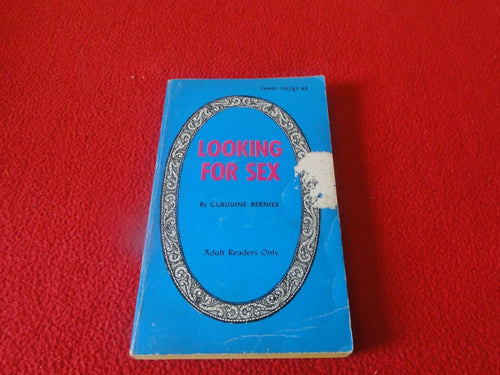 LOOKING
FOR SEX
By CLAUDINE BERNIER
Adult Readers Only